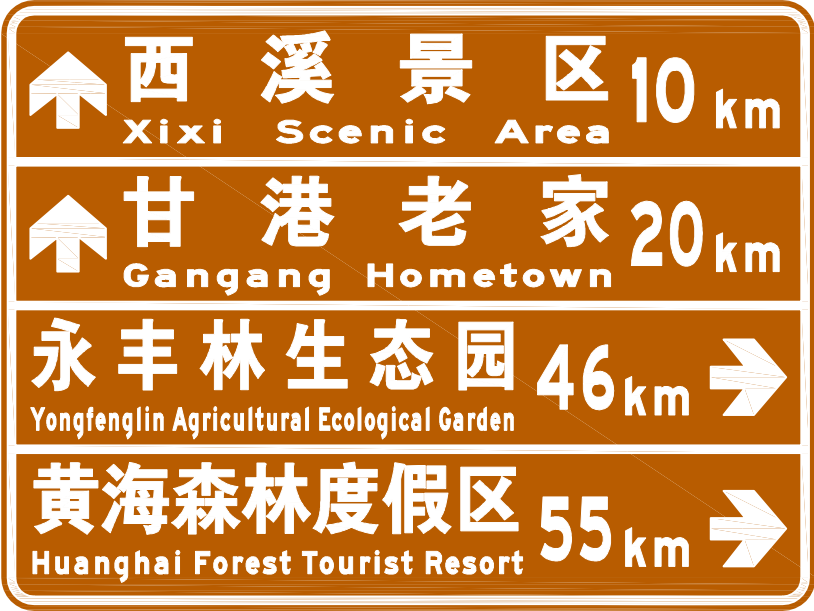 西溪景区 10 km
Xixi Scenic Area
甘港老家 20 km
Gangang Hometown
永丰林生态园 46 km
Yongfenglin Agricultural Ecological Garden
黄海森林度假区 55 km
Huanghai Forest Tourist Resort